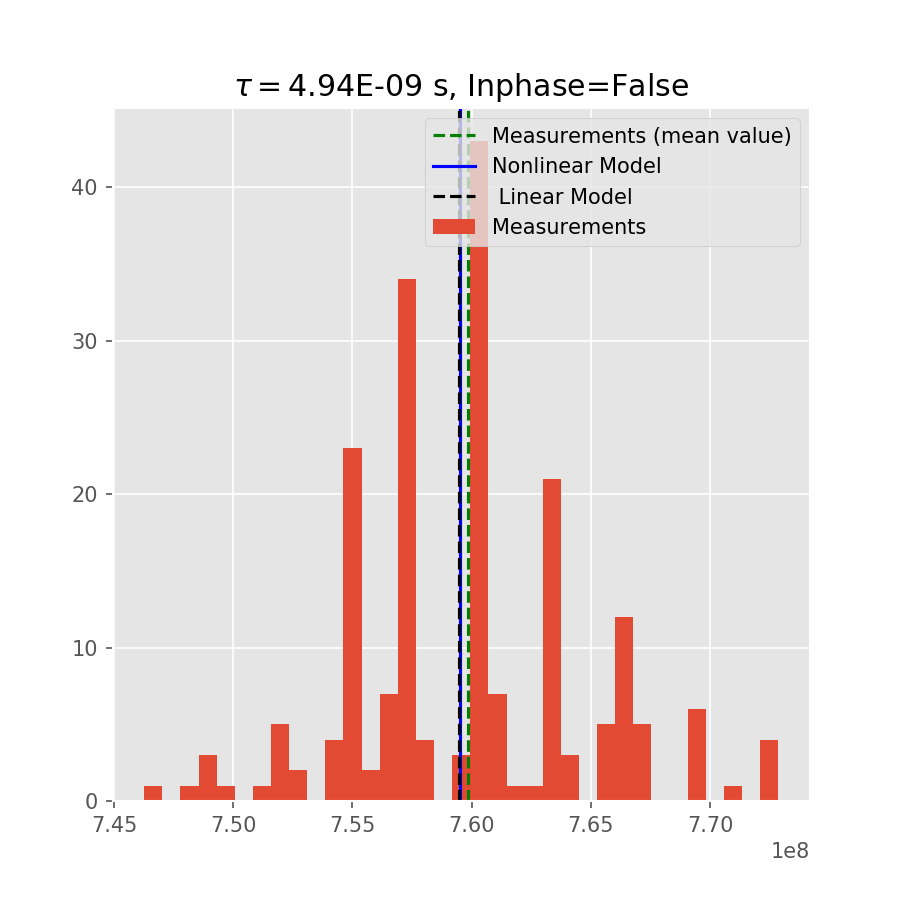 τ = 4.94E-09 s, Inphase=False
Measurements (mean value)
Nonlinear Model
Linear Model
Measurements
40
30
20
10
0
7.45 7.50 7.55 7.60 7.65 7.70
1e8